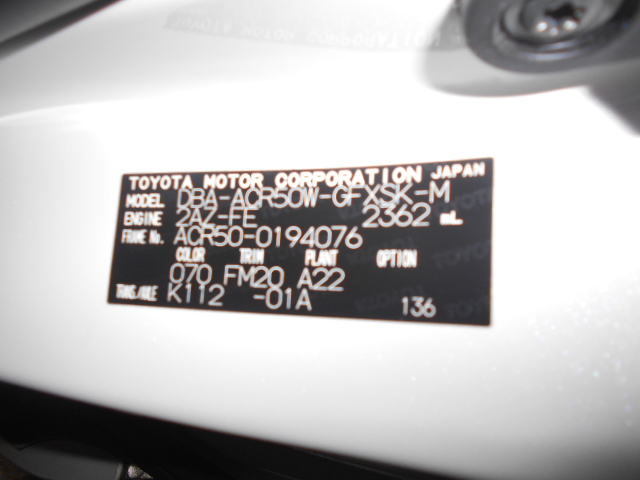 TOYOTA MOTOR CORPORATION JAPAN
MODEL DBA-ACR50W-GFXSK-M
ENGINE 2AZ-FE 2362 mL
FRAME No. ACR50-0194076
COLOR TRIM PLANT OPTION
070 FM20 A22
TRANS/AXLE K112 -01A 136